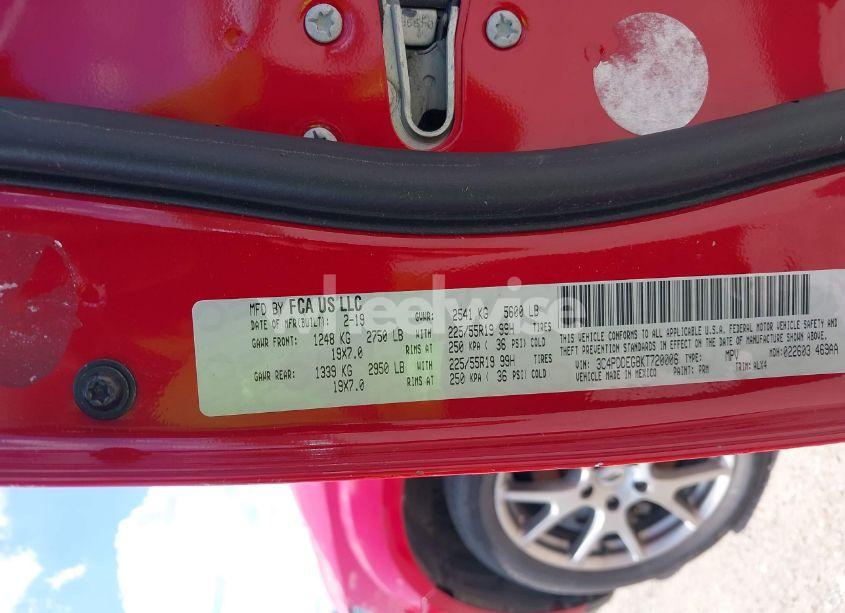 MFD BY FCA US LLC
DATE OF MFR(BUILT): 2-19 GVWR: 2541 KG 5600 LB
GAWR FRONT: 1248 KG 2750 LB WITH 225/55R19 99H TIRES
19X7.0 RIMS AT 250 KPA ( 36 PSI) COLD
GAWR REAR: 1339 KG 2950 LB WITH 225/55R19 99H TIRES
19X7.0 RIMS AT 250 KPA ( 36 PSI) COLD
THIS VEHICLE CONFORMS TO ALL APPLICABLE U.S.A. FEDERAL MOTOR VEHICLE SAFETY AND
THEFT PREVENTION STANDARDS IN EFFECT ON THE DATE OF MANUFACTURE SHOWN ABOVE.
VIN: 3C4PDDEG8KT720006 TYPE: MPV MDH:022603 469AA
VEHICLE MADE IN MEXICO PAINT: PRM TRIM: ALX4